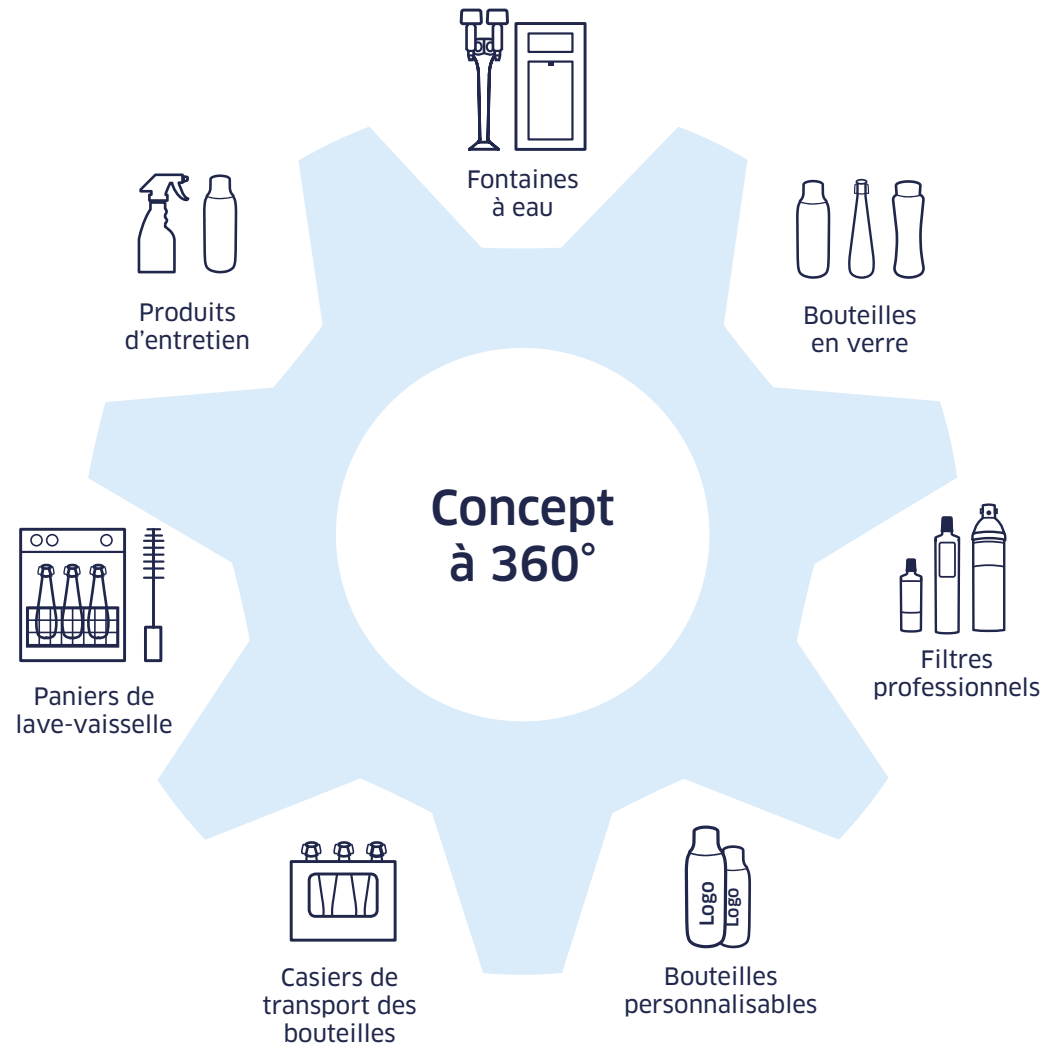 Fontaines
à eau
Produits
d’entretien
Bouteilles
en verre
Concept
à 360°
Paniers de
lave-vaisselle
Filtres
professionnels
Logo
Logo
Casiers de
transport des
bouteilles
Bouteilles
personnalisables